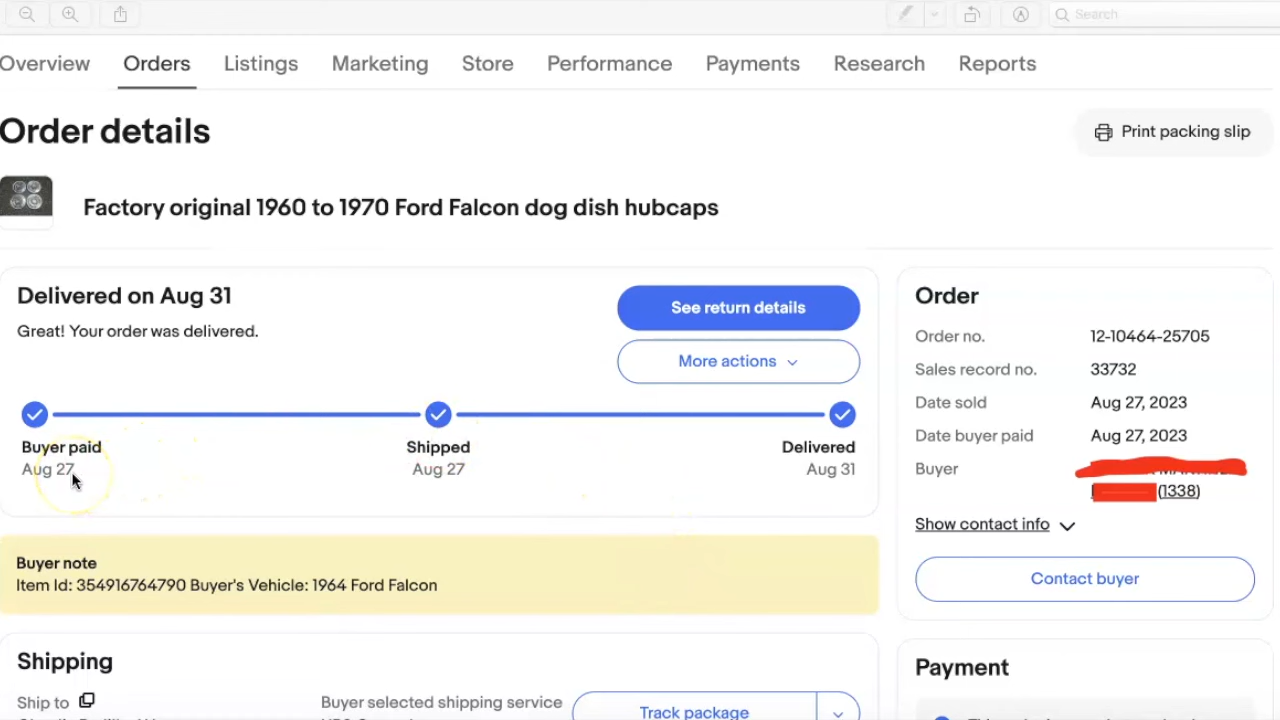 Search
Overview Orders Listings Marketing Store Performance Payments Research Reports
Order details
Print packing slip
Factory original 1960 to 1970 Ford Falcon dog dish hubcaps
Delivered on Aug 31
Great! Your order was delivered.
See return details
More actions
Buyer paid
Aug 27
Shipped
Aug 27
Delivered
Aug 31
Buyer note
Item Id: 354916764790 Buyer's Vehicle: 1964 Ford Falcon
Shipping
Ship to
Buyer selected shipping service
Track package
Order
Order no. 12-10464-25705
Sales record no. 33732
Date sold Aug 27, 2023
Date buyer paid Aug 27, 2023
Buyer
(1338)
Show contact info
Contact buyer
Payment